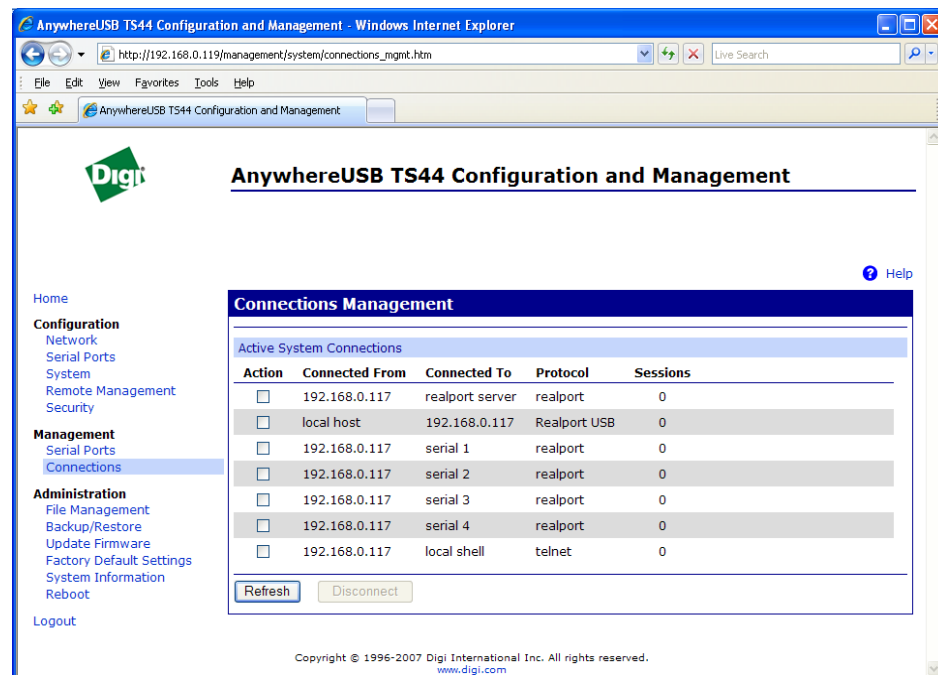 AnywhereUSB TS44 Configuration and Management - Windows Internet Explorer
http://192.168.0.119/management/system/connections_mgmt.htm
Live Search
File Edit View Favorites Tools Help
AnywhereUSB TS44 Configuration and Management
Digi
AnywhereUSB TS44 Configuration and Management
? Help
Home
Configuration
Network
Serial Ports
System
Remote Management
Security
Management
Serial Ports
Connections
Administration
File Management
Backup/Restore
Update Firmware
Factory Default Settings
System Information
Reboot
Logout
Connections Management
Active System Connections
Action Connected From Connected To Protocol Sessions
192.168.0.117 realport server realport 0
local host 192.168.0.117 Realport USB 0
192.168.0.117 serial 1 realport 0
192.168.0.117 serial 2 realport 0
192.168.0.117 serial 3 realport 0
192.168.0.117 serial 4 realport 0
192.168.0.117 local shell telnet 0
Refresh Disconnect
Copyright © 1996-2007 Digi International Inc. All rights reserved.
www.digi.com